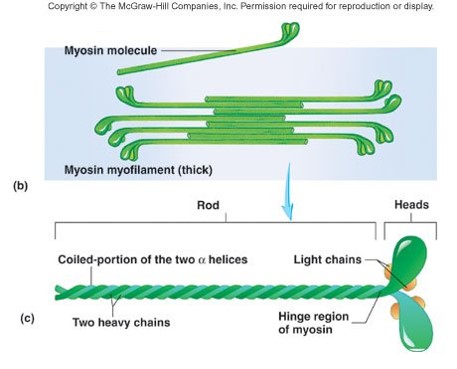 Copyright © The McGraw-Hill Companies, Inc. Permission required for reproduction or display.
Myosin molecule
Myosin myofilament (thick)
(b)
Rod
Heads
Coiled-portion of the two α helices
Light chains
(c)
Two heavy chains
Hinge region
of myosin